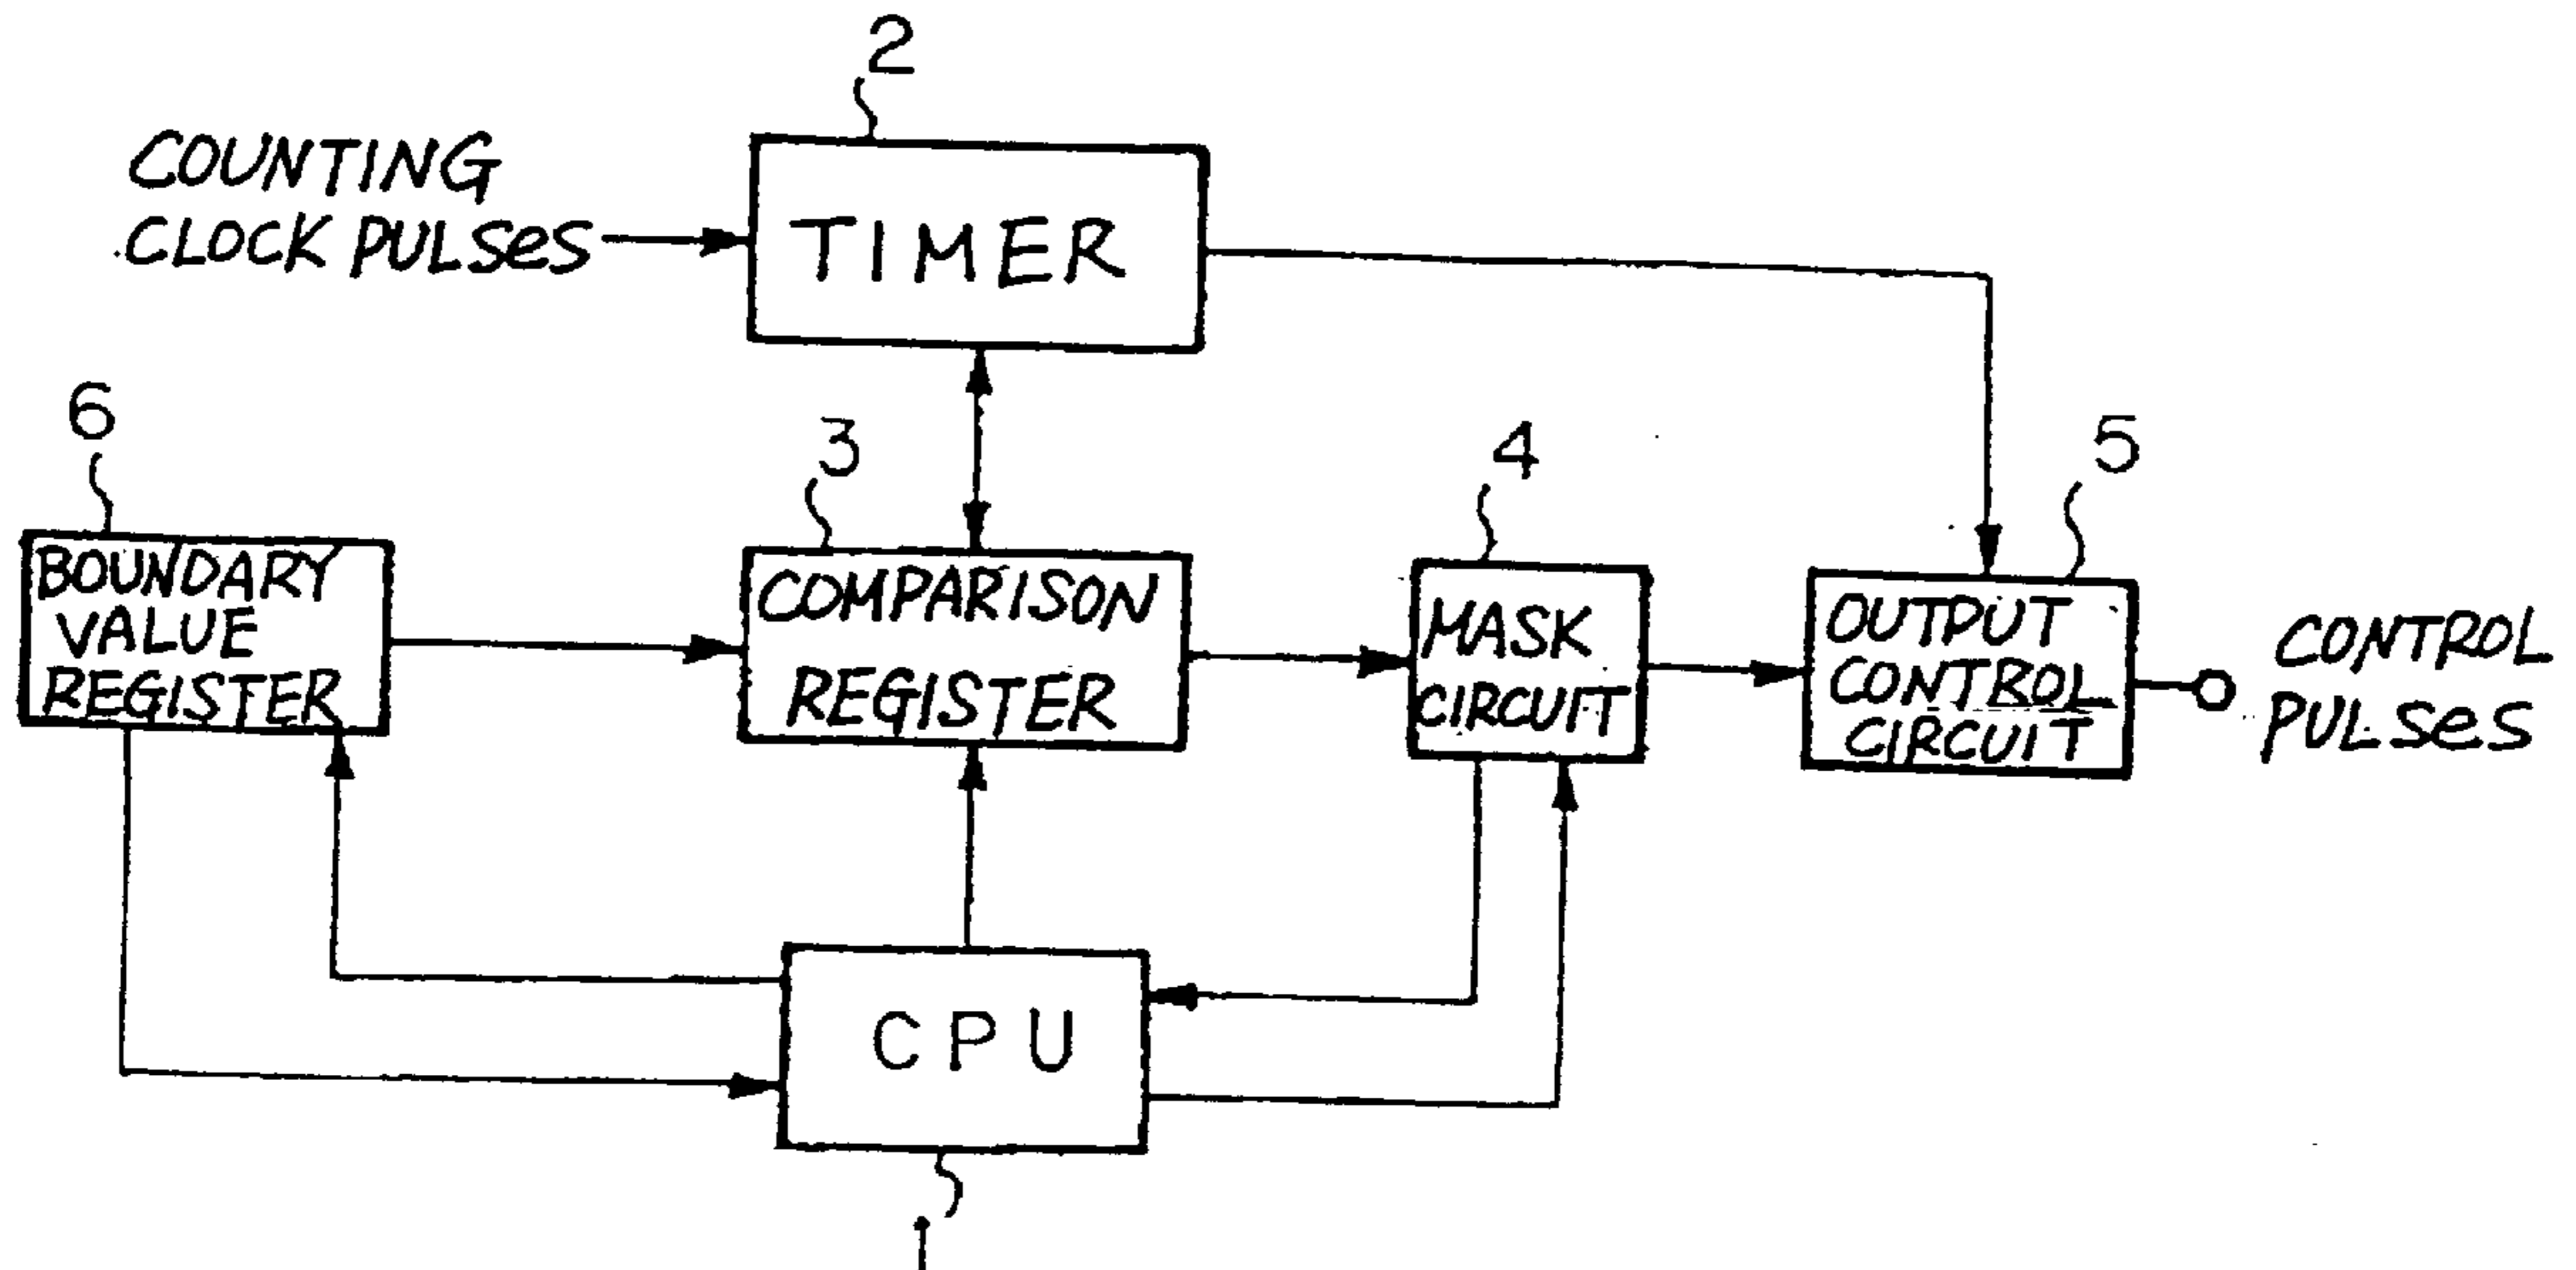 2
COUNTING
CLOCK PULSES
TIMER
6
3
4
5
BOUNDARY
VALUE
REGISTER
COMPARISON
REGISTER
MASK
CIRCUIT
OUTPUT
CONTROL
CIRCUIT
CONTROL
PULSES
CPU
1